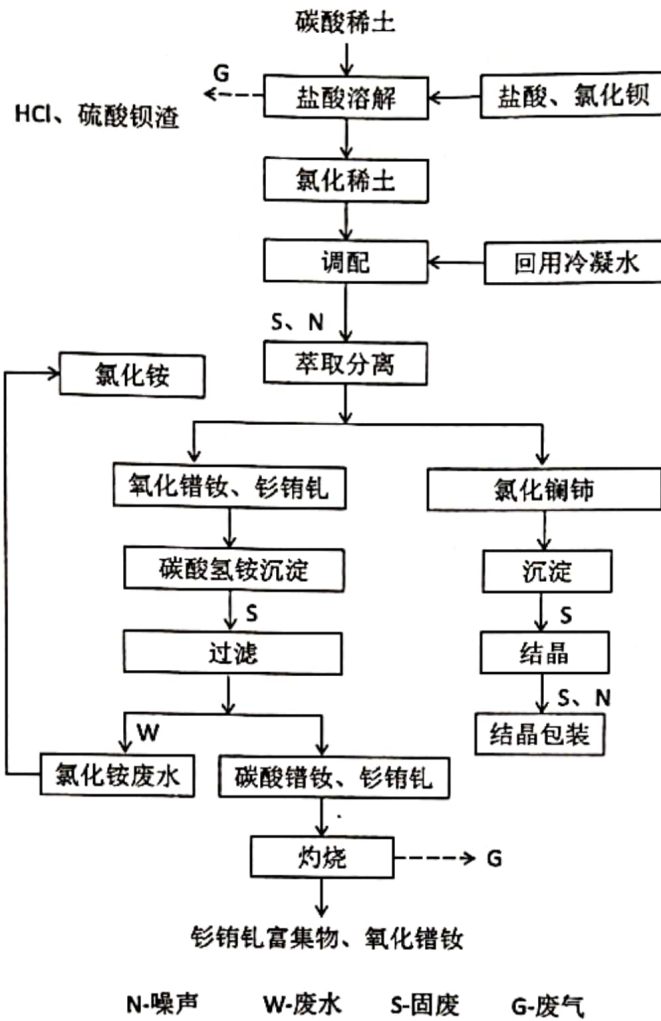 碳酸稀土
G
HCl、硫酸钡渣
盐酸溶解
盐酸、氯化钡
氯化稀土
调配
回用冷凝水
S、N
萃取分离
氯化铵
氧化镨钕、钐铕钆
氯化镧铈
碳酸氢铵沉淀
沉淀
S
S
过滤
结晶
S、N
W
结晶包装
氯化铵废水
碳酸镨钕、钐铕钆
灼烧
G
钐铕钆富集物、氧化镨钕
N-噪声 W-废水 S-固废 G-废气